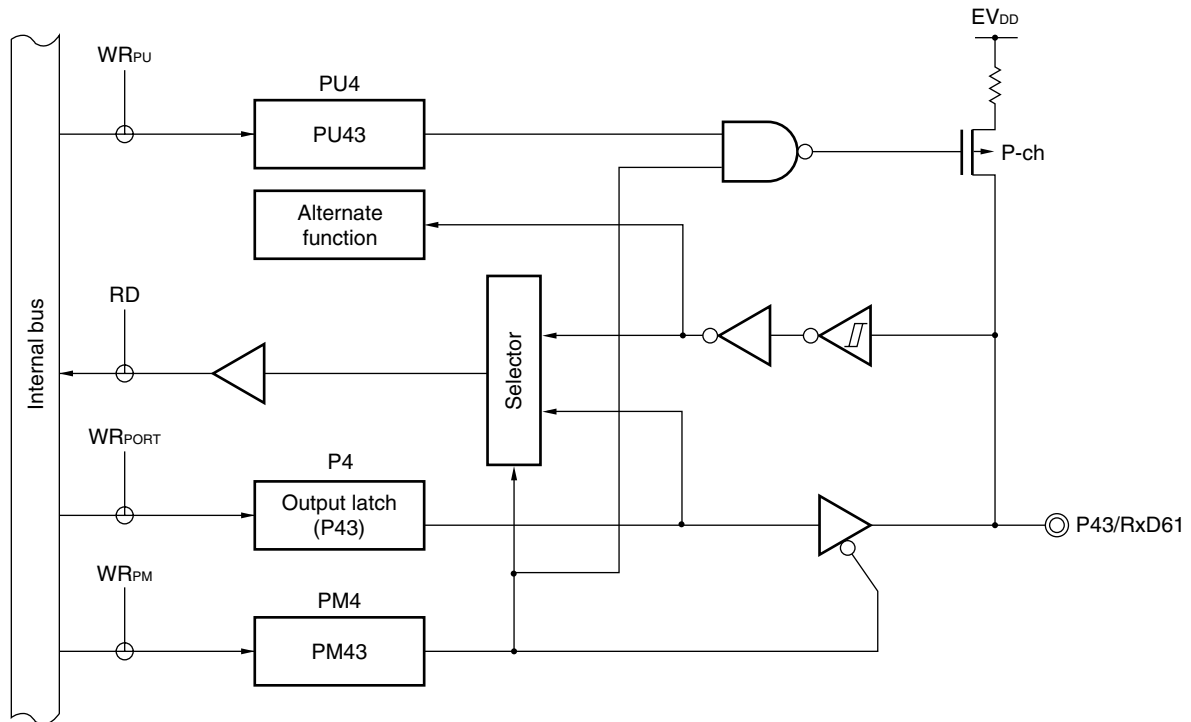 EVDD
WRPU
PU4
PU43
P-ch
Alternate
function
Internal bus
RD
Selector
WRPORT
P4
Output latch
(P43)
P43/RxD61
WRPM
PM4
PM43